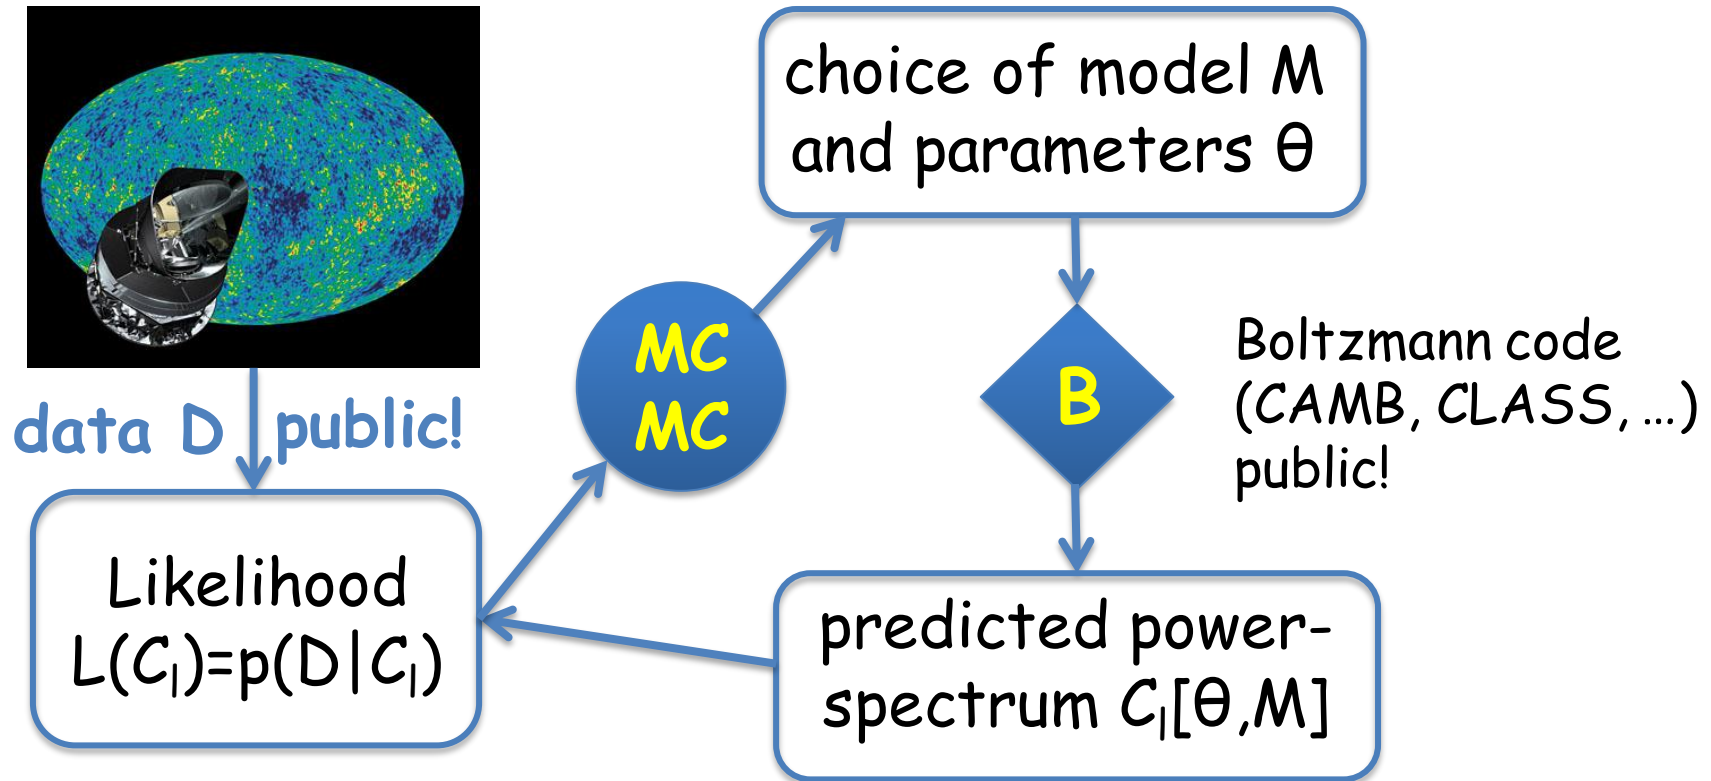 choice of model M
and parameters θ
MC
MC
B
Boltzmann code
(CAMB, CLASS, ...)
public!
data D public!
Likelihood
L(Cₗ)=p(D|Cₗ)
predicted power-
spectrum Cₗ[θ,M]